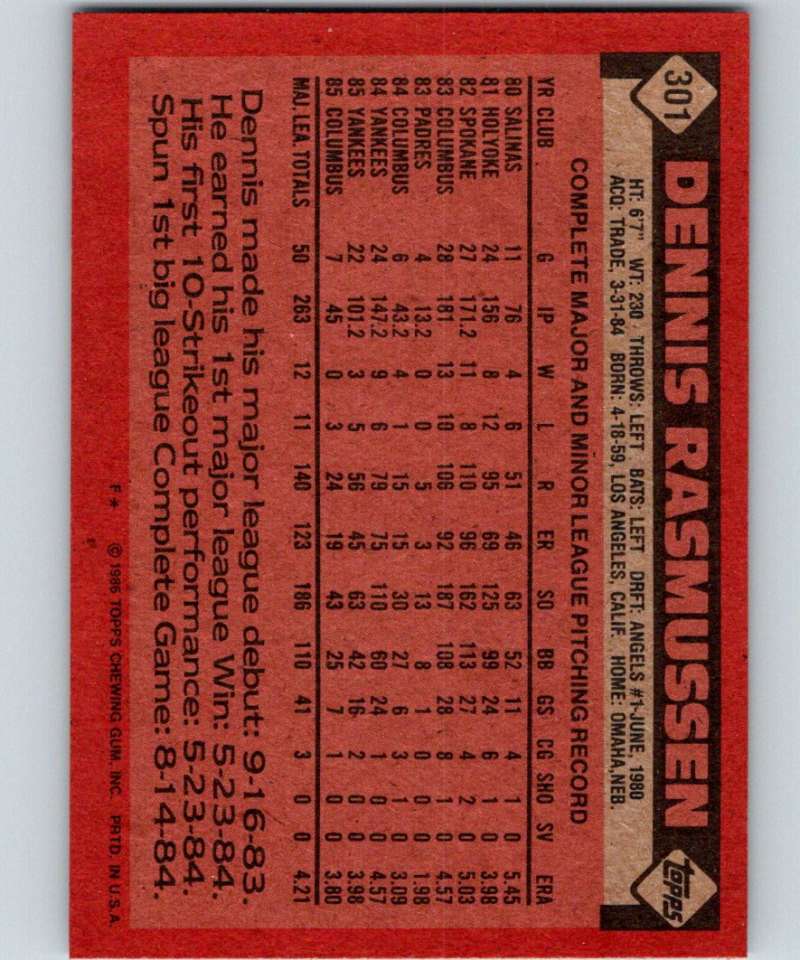 301 DENNIS RASMUSSEN topps
HT: 6'7" WT: 230 THROWS: LEFT BATS: LEFT DRFT: ANGELS #1-JUNE, 1980
ACQ: TRADE, 3-31-84 BORN: 4-18-59, LOS ANGELES, CALIF. HOME: OMAHA, NEB.
COMPLETE MAJOR AND MINOR LEAGUE PITCHING RECORD
YR CLUB G IP W L R ER SO BB GS CG SHO SV ERA
80 SALINAS 11 76 4 6 51 46 63 52 11 4 1 0 5.45
81 HOLYOKE 24 156 8 12 95 69 125 99 24 6 1 0 3.98
82 SPOKANE 27 171.2 11 8 110 96 162 113 27 4 2 0 5.03
83 COLUMBUS 28 181 13 10 106 92 187 108 28 8 1 0 4.57
83 PADRES 4 13.2 0 0 5 3 13 8 1 0 0 0 1.98
84 COLUMBUS 6 43.2 4 1 15 15 30 27 6 3 1 0 3.09
84 YANKEES 24 147.2 9 6 79 75 110 60 24 1 0 0 4.57
85 YANKEES 22 101.2 3 5 56 45 63 42 16 2 0 0 3.98
85 COLUMBUS 7 45 0 3 24 19 43 25 7 1 0 0 3.80
MAJ. LEA. TOTALS 50 263 12 11 140 123 186 110 41 3 0 0 4.21
Dennis made his major league debut: 9-16-83.
He earned his 1st major league Win: 5-23-84.
His first 10-Strikeout performance: 5-23-84.
Spun 1st big league Complete Game: 8-14-84.
F * © 1986 TOPPS CHEWING GUM, INC. PRTD. IN U.S.A.